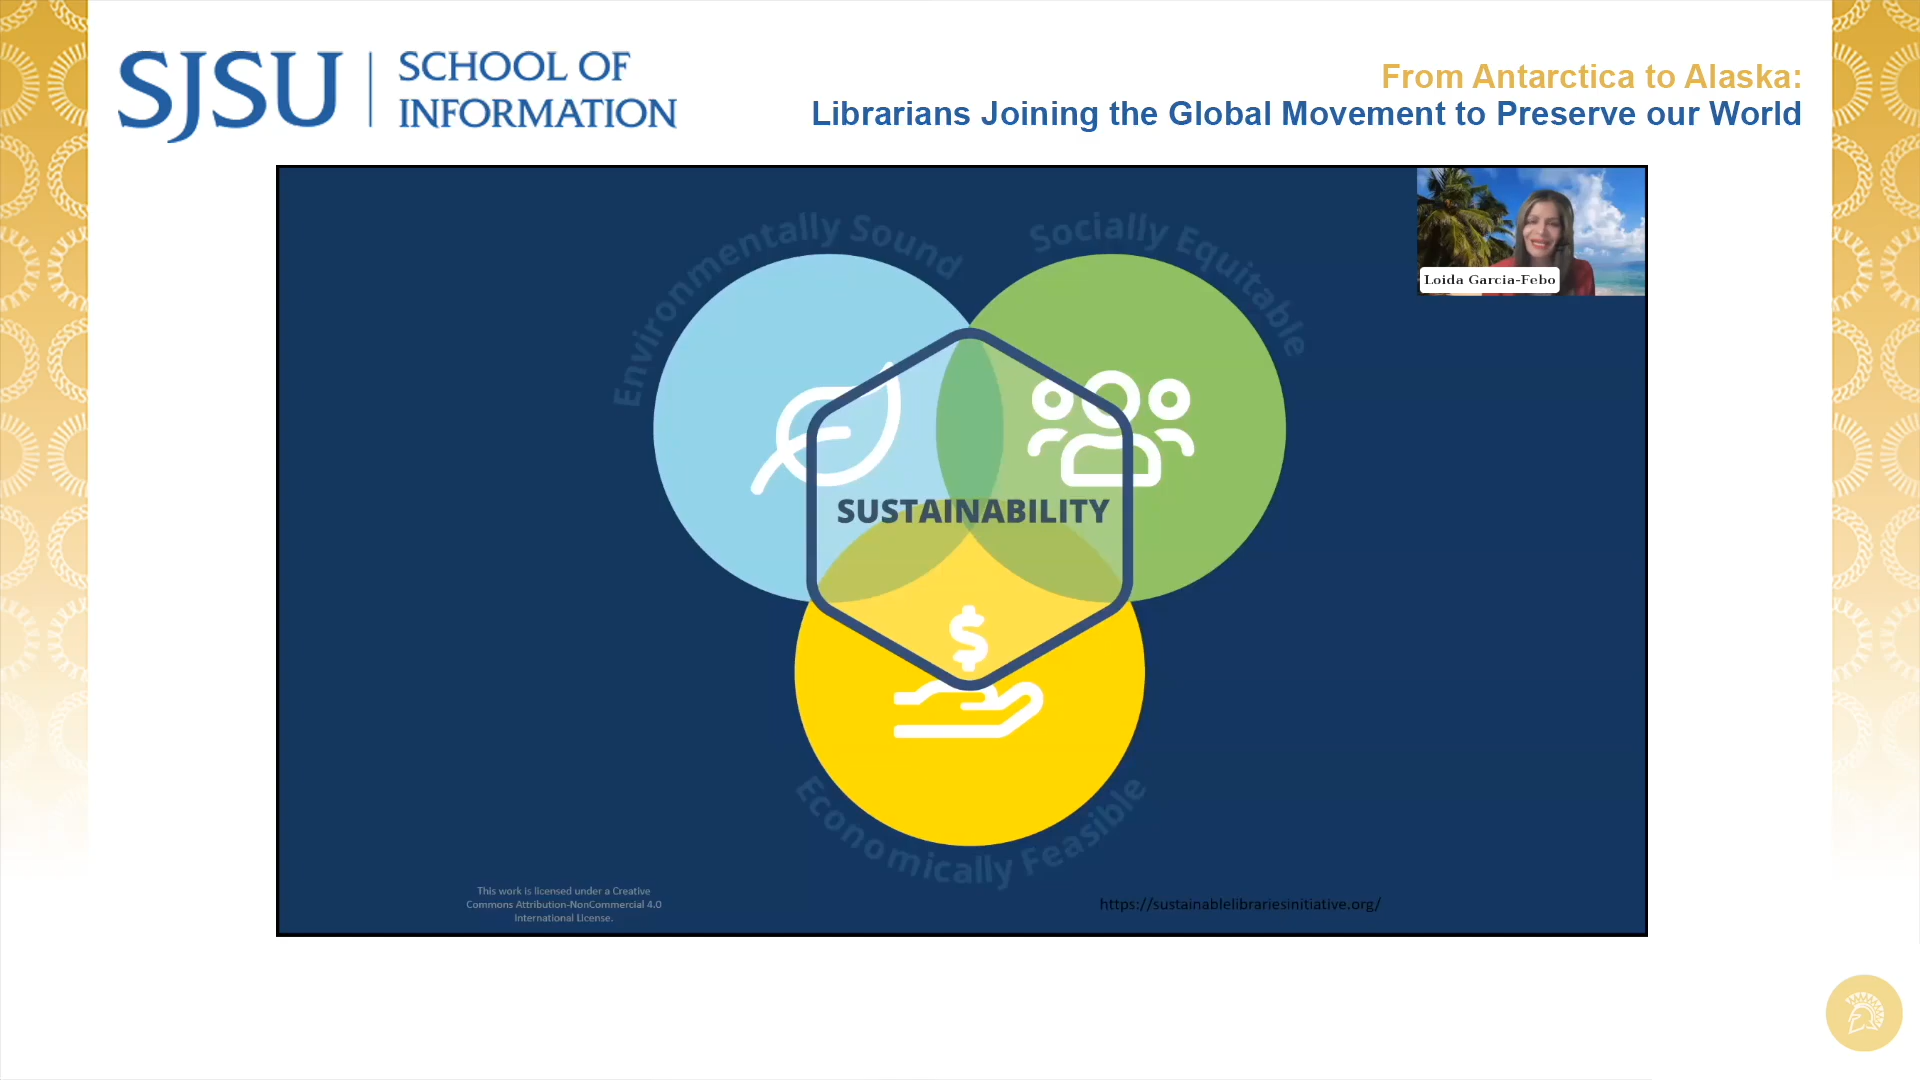 SJSU
SCHOOL OF
INFORMATION
From Antarctica to Alaska:
Librarians Joining the Global Movement to Preserve our World
Environmentally Sound
Socially Equitable
Loida Garcia-Febo
SUSTAINABILITY
$
Economically Feasible
This work is licensed under a Creative
Commons Attribution-NonCommercial 4.0
International License.
https://sustainablelibrariesinitiative.org/